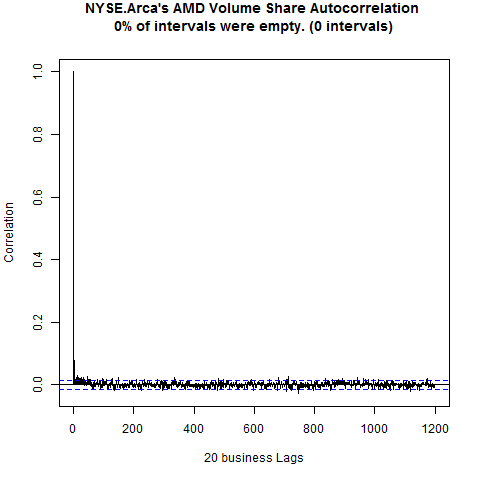 NYSE.Arca's AMD Volume Share Autocorrelation
0% of intervals were empty. (0 intervals)
Correlation
1.0
0.8
0.6
0.4
0.2
0.0
0 200 400 600 800 1000 1200
20 business Lags